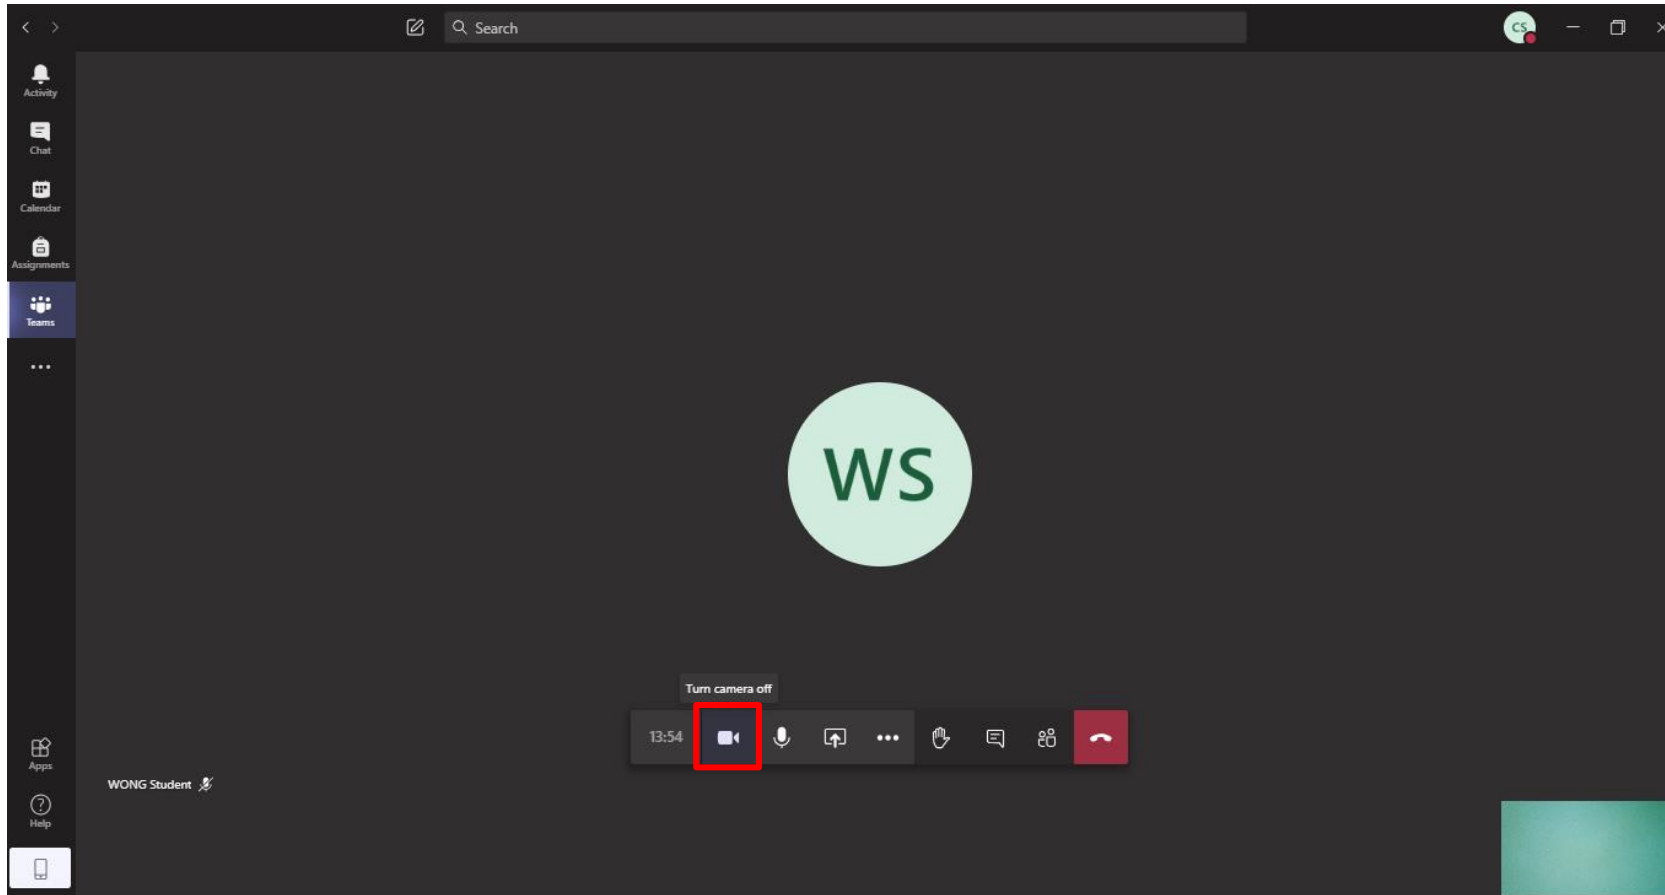 Search
CS
Activity
Chat
Calendar
Assignments
Teams
WS
Turn camera off
13:54
Apps
WONG Student
Help